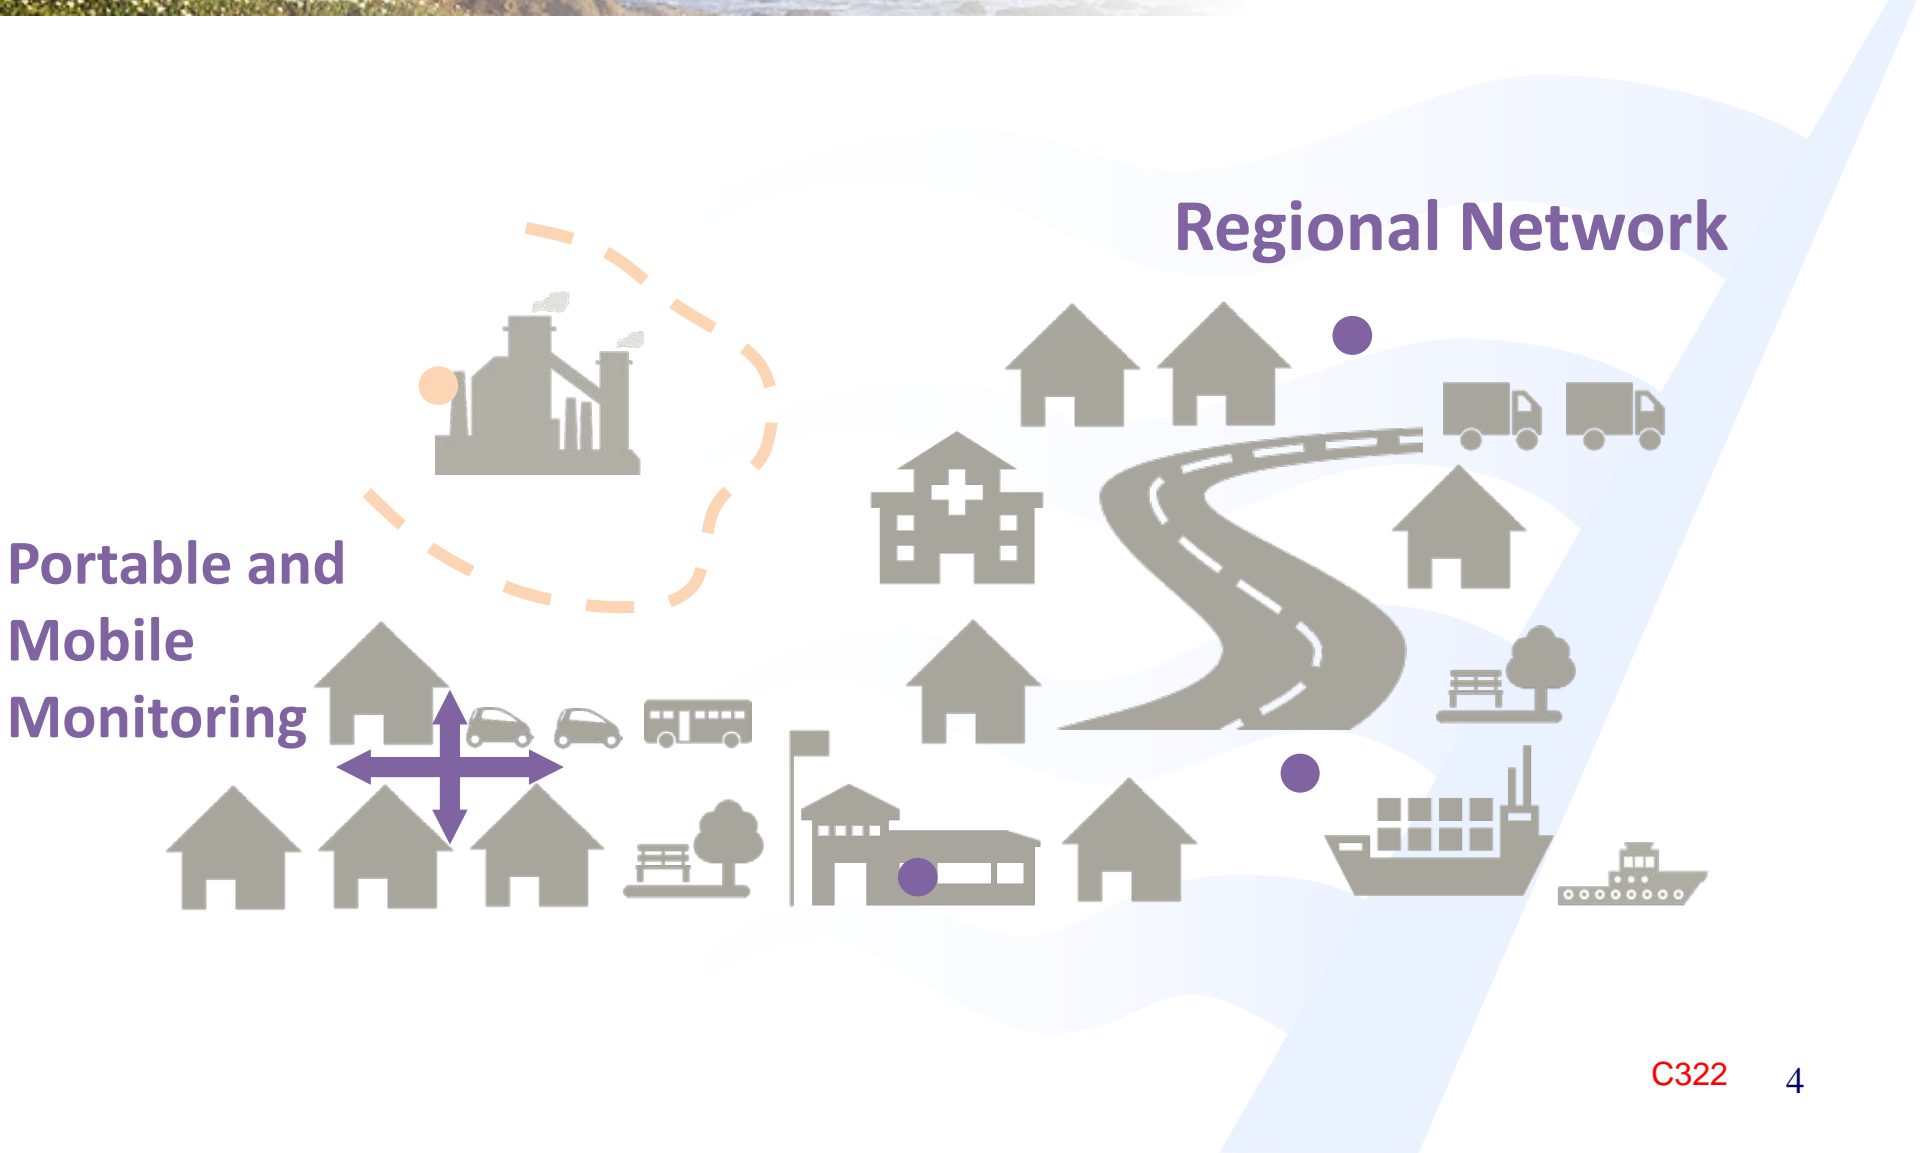 Regional Network
Portable and
Mobile
Monitoring
C322
4